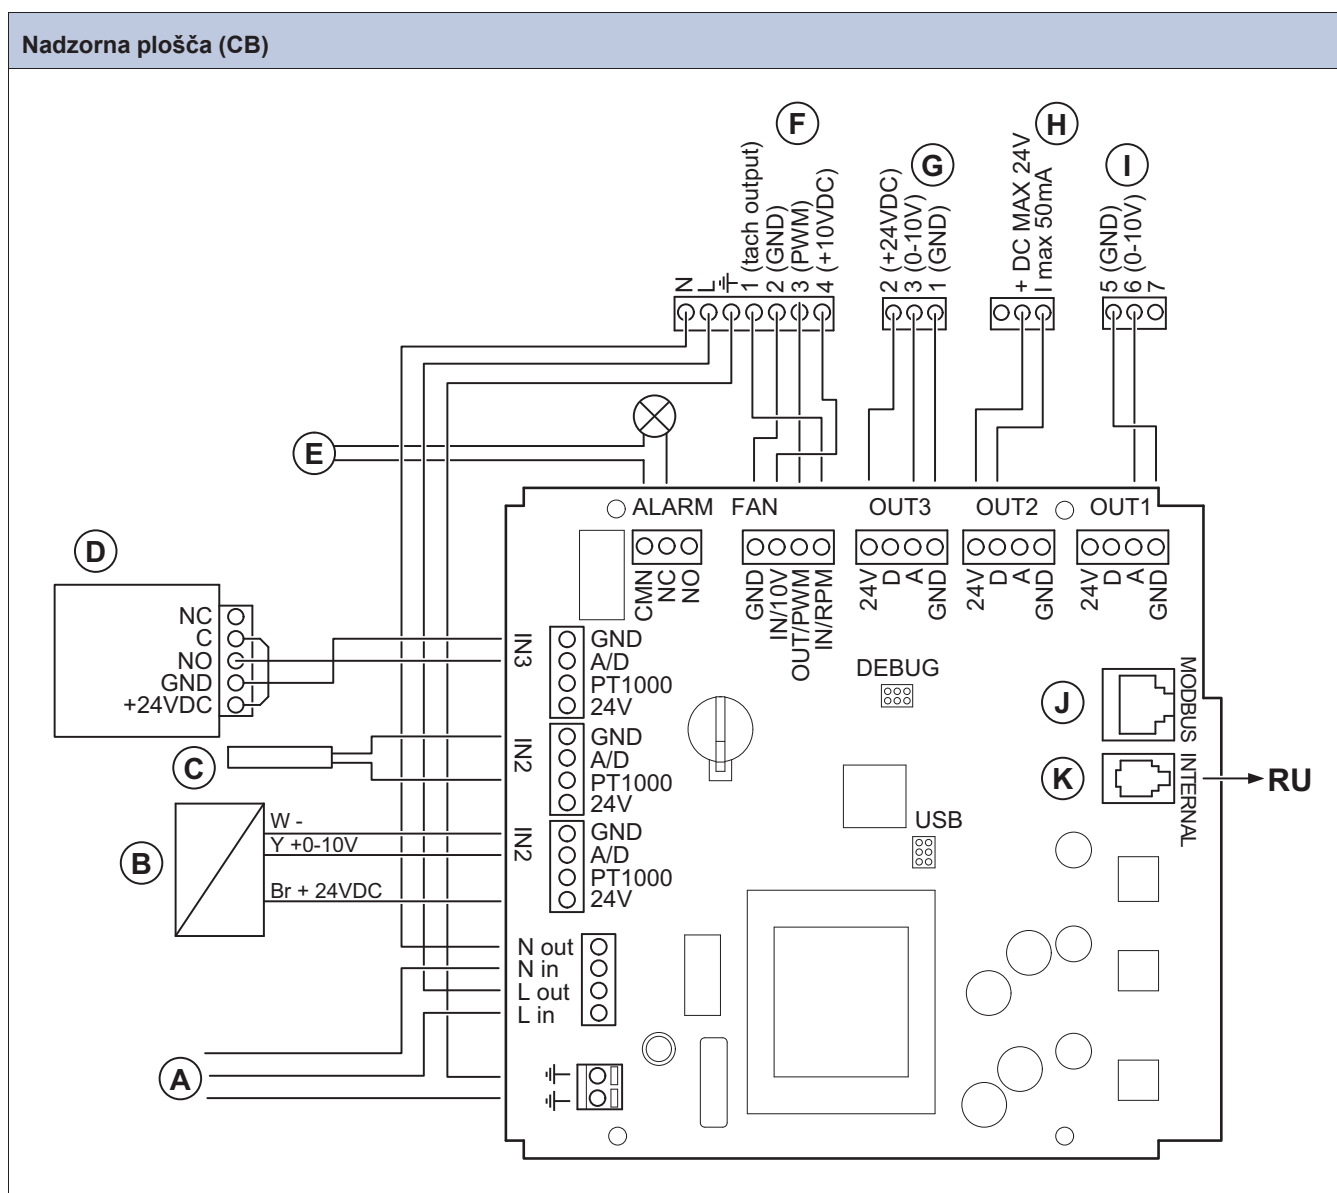 Nadzorna plošča (CB)
F
H
G
I
N
L
1 (tach output)
2 (GND)
3 (PWM)
4 (+10VDC)
2 (+24VDC)
3 (0-10V)
1 (GND)
+ DC MAX 24V
I max 50mA
5 (GND)
6 (0-10V)
7
E
ALARM
FAN
OUT3
OUT2
OUT1
CMN
NC
NO
GND
IN/10V
OUT/PWM
IN/RPM
24V
D
A
GND
24V
D
A
GND
24V
D
A
GND
D
NC
C
NO
GND
+24VDC
IN3
GND
A/D
PT1000
24V
DEBUG
J
MODBUS
C
IN2
GND
A/D
PT1000
24V
K
INTERNAL
RU
USB
B
W -
Y +0-10V
Br + 24VDC
IN2
GND
A/D
PT1000
24V
N out
N in
L out
L in
A